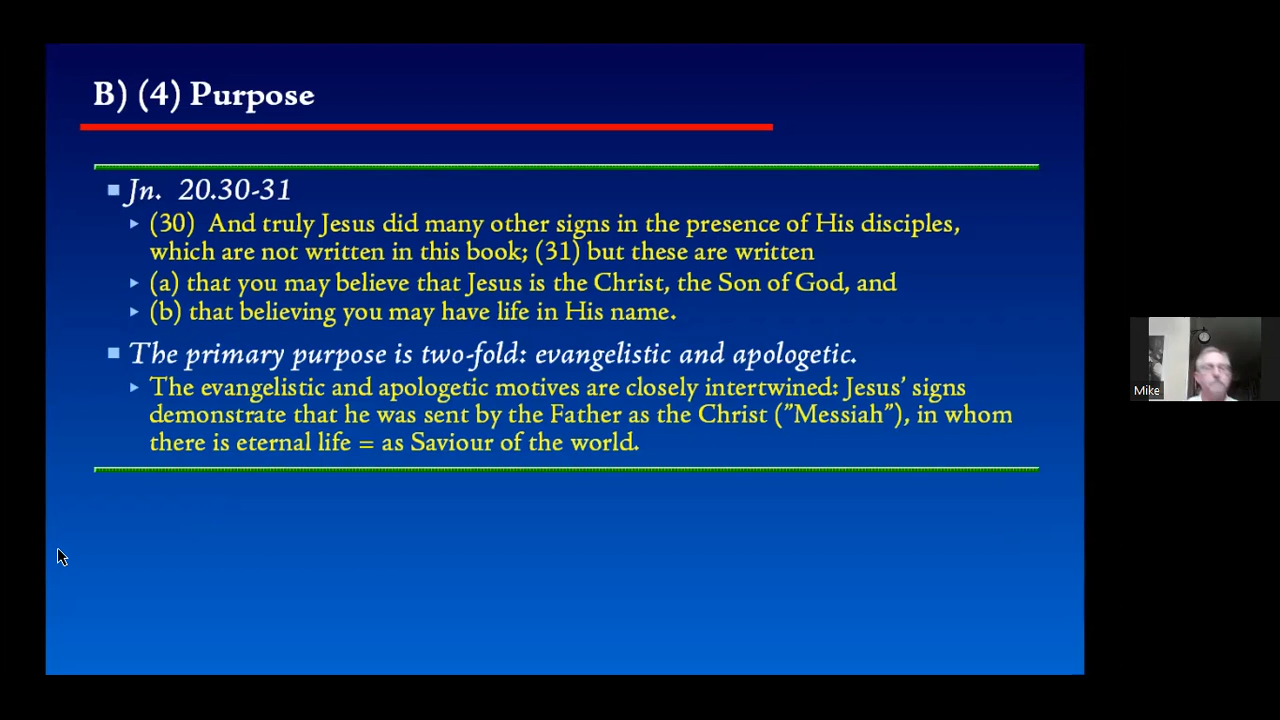 B) (4) Purpose
Jn. 20.30-31
(30) And truly Jesus did many other signs in the presence of His disciples,
which are not written in this book; (31) but these are written
(a) that you may believe that Jesus is the Christ, the Son of God, and
(b) that believing you may have life in His name.
The primary purpose is two-fold: evangelistic and apologetic.
The evangelistic and apologetic motives are closely intertwined: Jesus’ signs
demonstrate that he was sent by the Father as the Christ (”Messiah”), in whom
there is eternal life = as Saviour of the world.
Mike